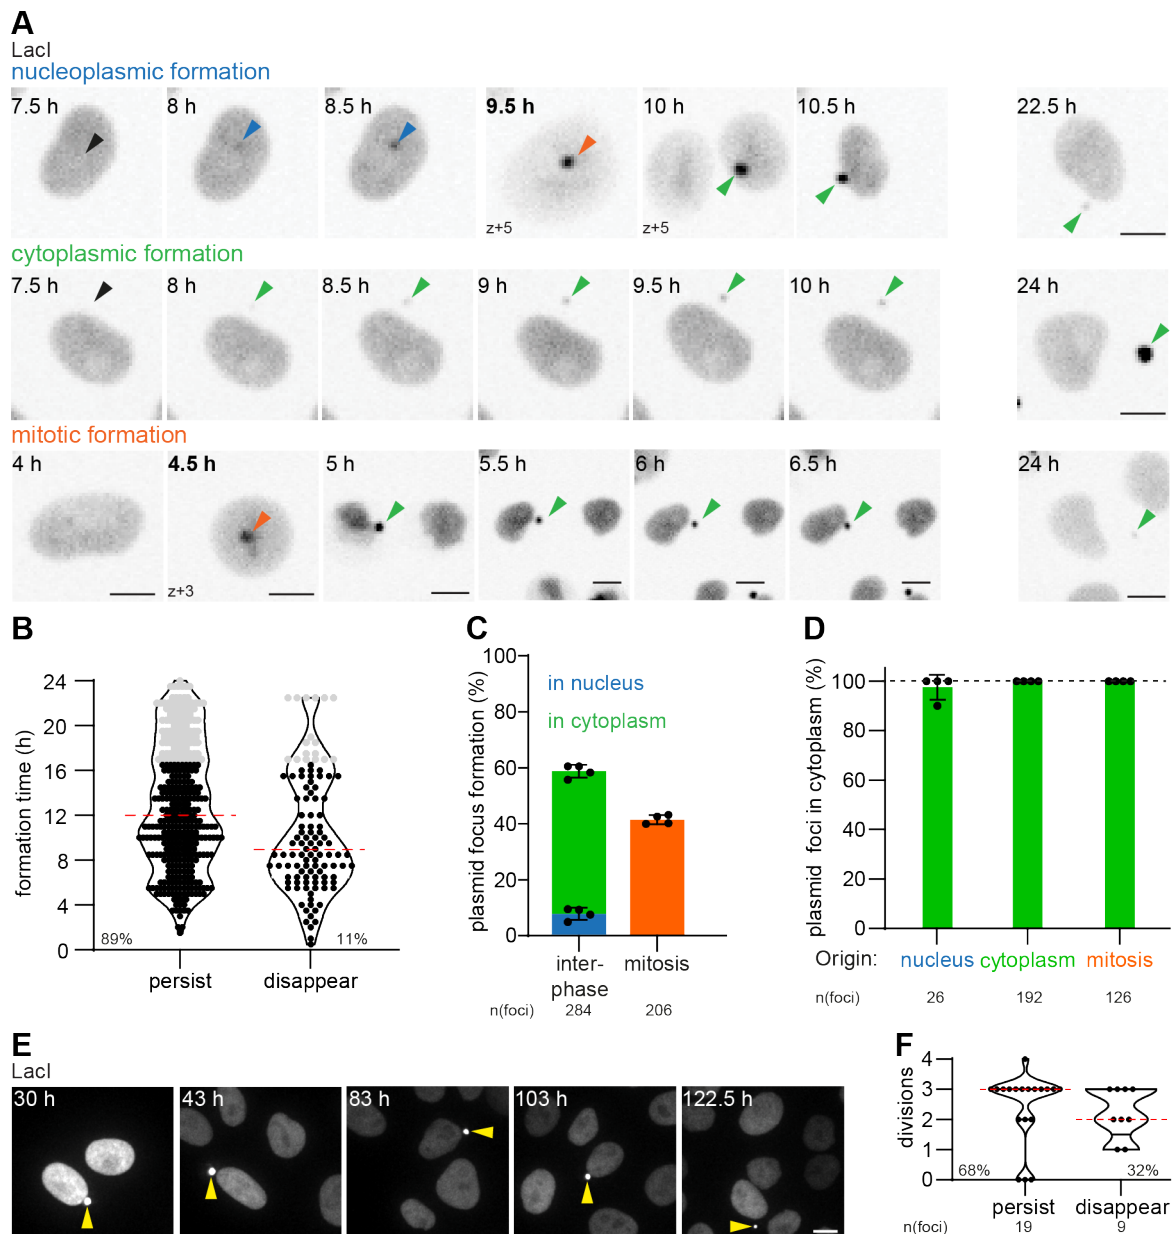 A
LacI
nucleoplasmic formation
7.5 h 8 h 8.5 h 9.5 h 10 h 10.5 h 22.5 h
z+5 z+5
cytoplasmic formation
7.5 h 8 h 8.5 h 9 h 9.5 h 10 h 24 h
mitotic formation
4 h 4.5 h 5 h 5.5 h 6 h 6.5 h 24 h
z+3
B
formation time (h)
24
20
16
12
8
4
0
89% 11%
persist disappear
C
plasmid focus formation (%)
100
80
60
40
20
0
in nucleus
in cytoplasm
inter-
phase
mitosis
n(foci) 284 206
D
plasmid foci in cytoplasm (%)
100
80
60
40
20
0
Origin: nucleus cytoplasm mitosis
n(foci) 26 192 126
E
LacI
30 h 43 h 83 h 103 h 122.5 h
F
divisions
4
3
2
1
0
68% 32%
persist disappear
n(foci) 19 9